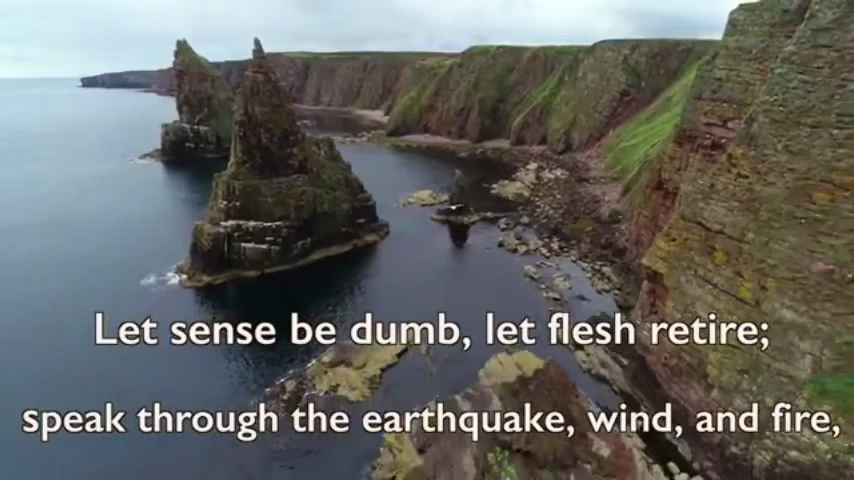 Let sense be dumb, let flesh retire;
speak through the earthquake, wind, and fire,